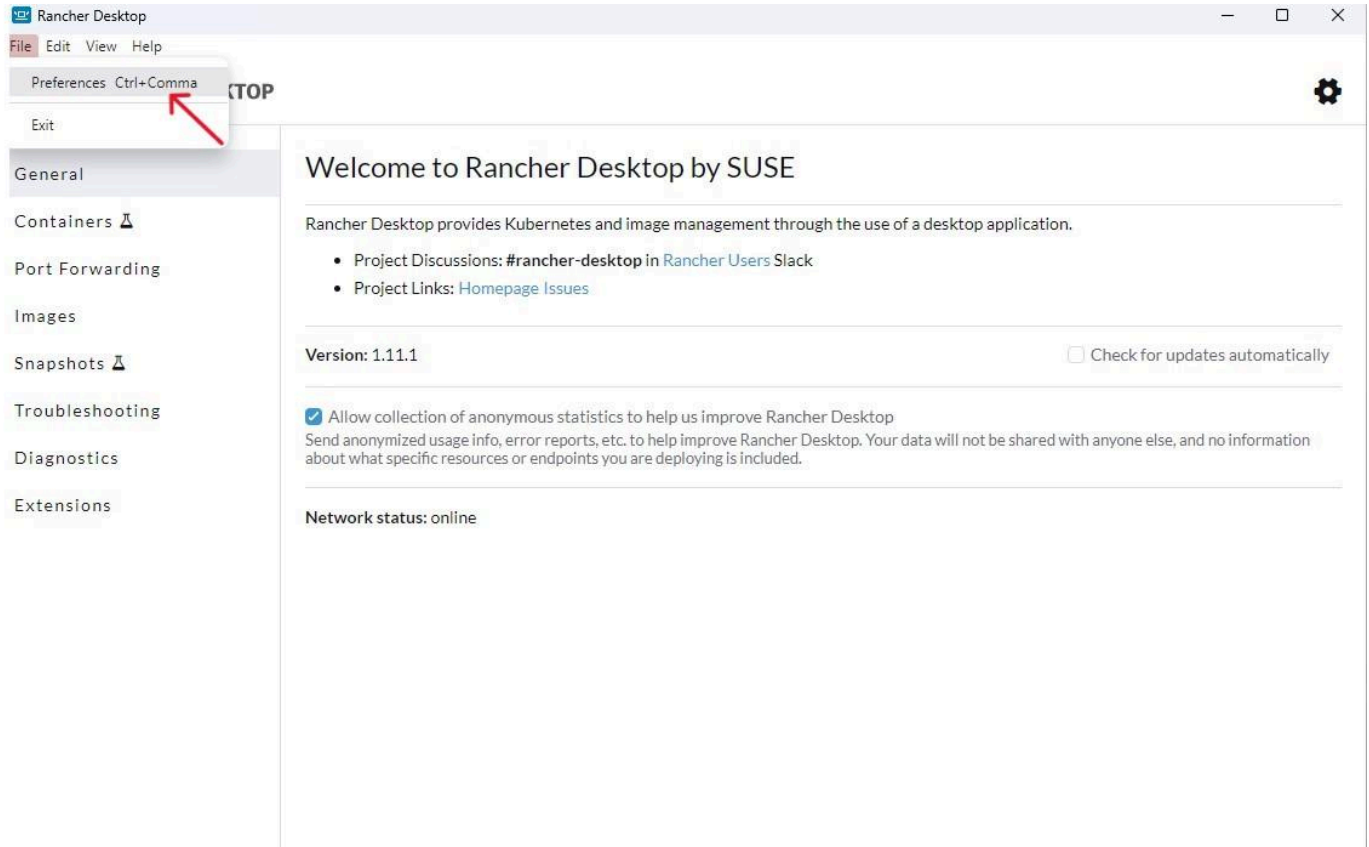 Rancher Desktop
File Edit View Help
Preferences Ctrl+Comma
KTOP
Exit
General
Containers
Port Forwarding
Images
Snapshots
Troubleshooting
Diagnostics
Extensions
Welcome to Rancher Desktop by SUSE
Rancher Desktop provides Kubernetes and image management through the use of a desktop application.
• Project Discussions: #rancher-desktop in Rancher Users Slack
• Project Links: Homepage Issues
Version: 1.11.1
Check for updates automatically
Allow collection of anonymous statistics to help us improve Rancher Desktop
Send anonymized usage info, error reports, etc. to help improve Rancher Desktop. Your data will not be shared with anyone else, and no information
about what specific resources or endpoints you are deploying is included.
Network status: online